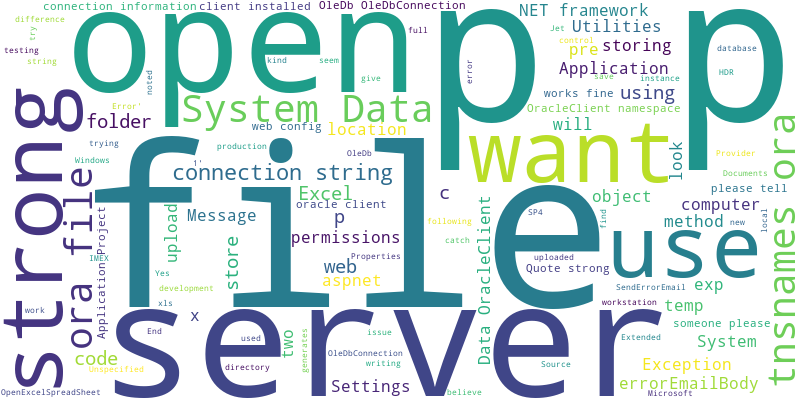 connection information client installed OleDb OleDbConnection
NET framework
difference
try
string
testing
noted
open
p
p
full
kind
seem
give
error
Utilities
pre storing
Application
Jet
control
save
instance
database
HDR
strong
folder
System Data
web config
location
using
works fine
OracleClient namespace
will
want
look
Error'
trying
Windows
production
1'
OleDb
connection string
Excel
oracle Client
Message
p
permissions
c
Provider
Documents
please tell
computer
object
method
new
local
find
SP4
tnsnames ora
ora file
Application Project
upload
store
file
use
uploaded
Quote strong
catch
following
Properties
web
aspnet
IMEX
Yes
development
xls
x
End
work
code
Unspecified
OpenExcelSpreadSheet
server
two
generates
used
directory
Settings
issue
OleDbConnection
writing
believe
Data OracleClient
Source
SendErrorEmail
workstation
exp
temp
someone please
Extended
System
Exception
errorEmailBody
Microsoft